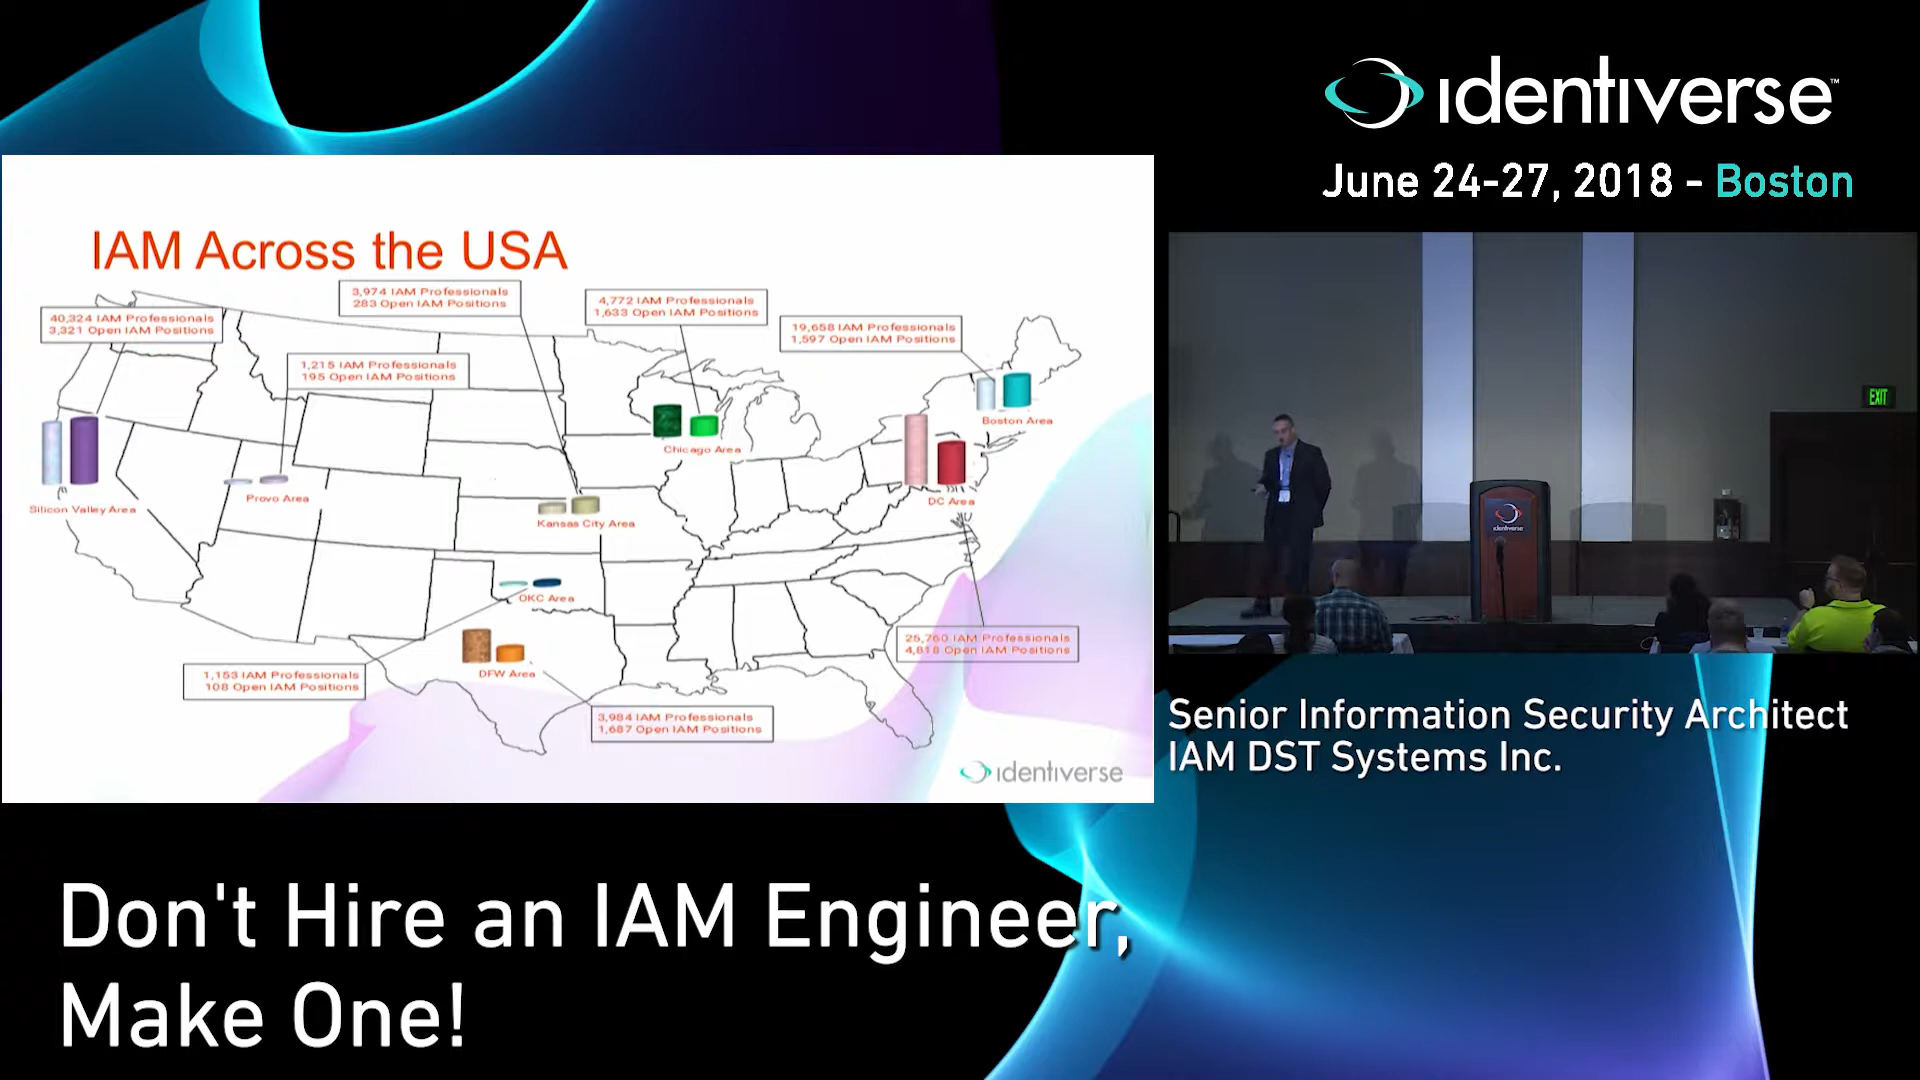 identiverse™
June 24-27, 2018 - Boston
IAM Across the USA
3,974 IAM Professionals
283 Open IAM Positions
4,772 IAM Professionals
1,633 Open IAM Positions
40,324 IAM Professionals
3,321 Open IAM Positions
19,658 IAM Professionals
1,597 Open IAM Positions
1,215 IAM Professionals
195 Open IAM Positions
Boston Area
Chicago Area
Provo Area
DC Area
Silicon Valley Area
Kansas City Area
OKC Area
25,760 IAM Professionals
4,818 Open IAM Positions
1,153 IAM Professionals
108 Open IAM Positions
DFW Area
3,984 IAM Professionals
1,687 Open IAM Positions
identiverse
EXIT
identiverse
Senior Information Security Architect
IAM DST Systems Inc.
Don't Hire an IAM Engineer,
Make One!